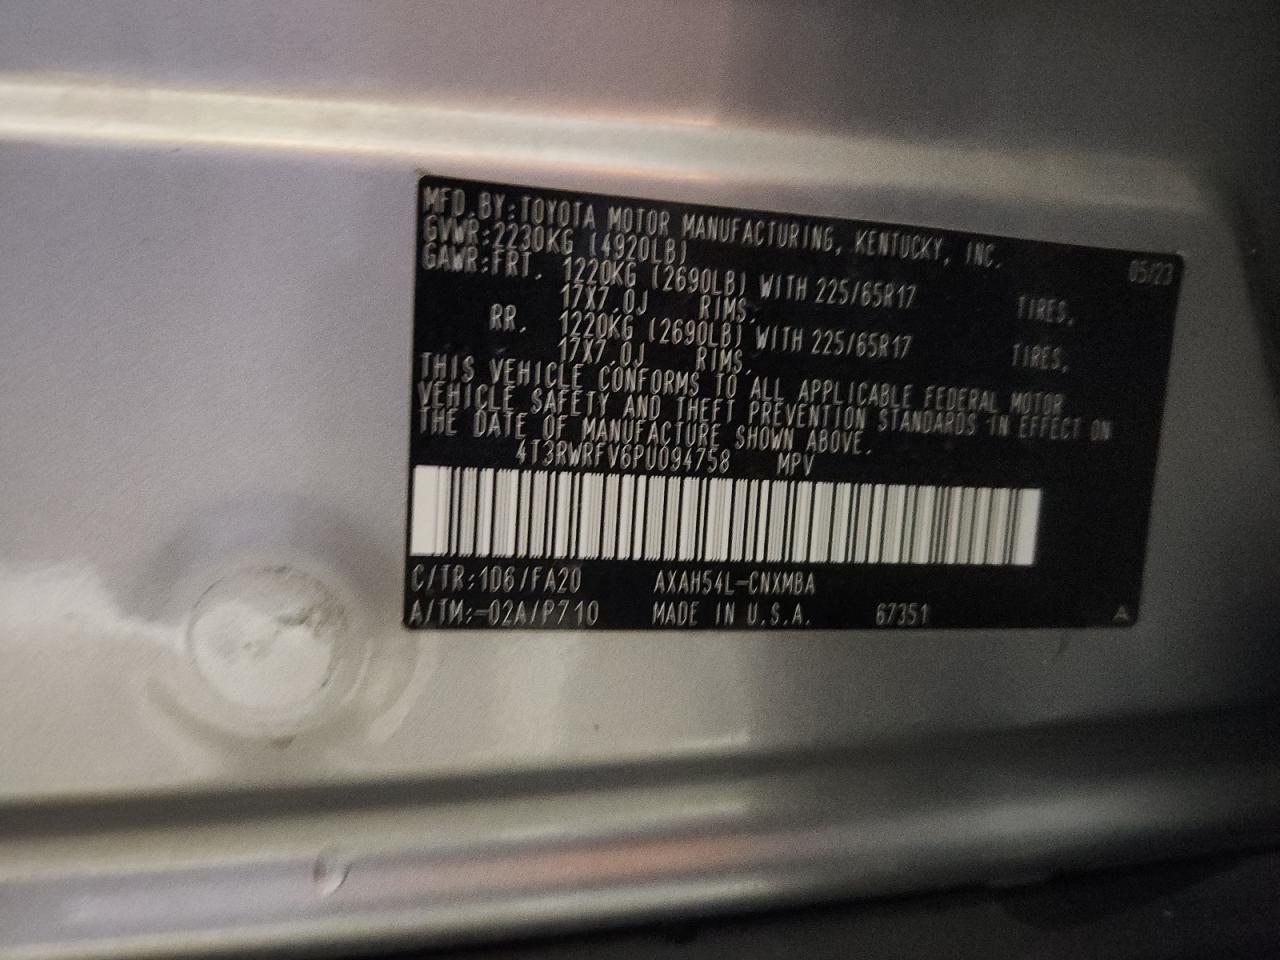 MFD. BY: TOYOTA MOTOR MANUFACTURING, KENTUCKY, INC. 05/23
GVWR: 2230KG (4920LB)
GAWR: FRT. 1220KG (2690LB) WITH 225/65R17 TIRES,
17X7.0J RIMS.
RR. 1220KG (2690LB) WITH 225/65R17 TIRES,
17X7.0J RIMS.
THIS VEHICLE CONFORMS TO ALL APPLICABLE FEDERAL MOTOR
VEHICLE SAFETY AND THEFT PREVENTION STANDARDS IN EFFECT ON
THE DATE OF MANUFACTURE SHOWN ABOVE.
4T3RWRFV6PU094758 MPV
C/TR:1D6/FA20 AXAH54L-CNXMBA
A/TM:-02A/P710 MADE IN U.S.A. 67351 A